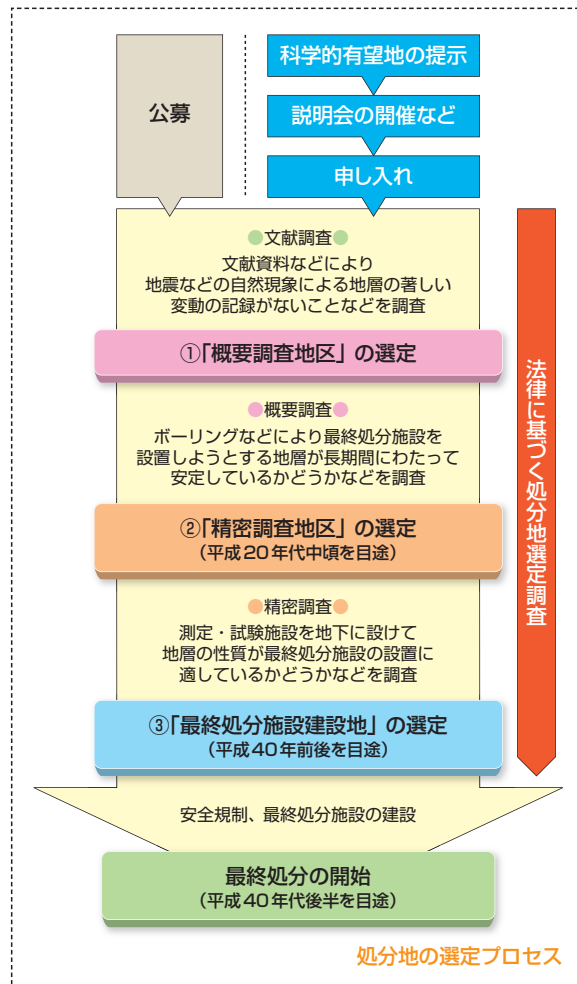 公募
科学的有望地の提示
説明会の開催など
申し入れ
●文献調査●
文献資料などにより
地震などの自然現象による地層の著しい
変動の記録がないことなどを調査
①「概要調査地区」の選定
●概要調査●
ボーリングなどにより最終処分施設を
設置しようとする地層が長期間にわたって
安定しているかどうかなどを調査
②「精密調査地区」の選定
(平成20年代中頃を目途)
●精密調査●
測定・試験施設を地下に設けて
地層の性質が最終処分施設の設置に
適しているかどうかなどを調査
③「最終処分施設建設地」の選定
(平成40年前後を目途)
法律に基づく処分地選定調査
安全規制、最終処分施設の建設
最終処分の開始
(平成40年代後半を目途)
処分地の選定プロセス